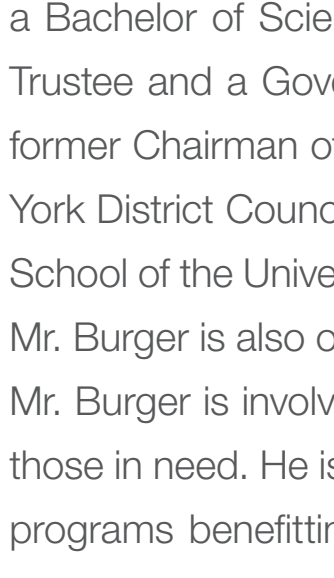 a Bachelor of Scie
Trustee and a Gov
former Chairman o
York District Counc
School of the Unive
Mr. Burger is also o
Mr. Burger is involv
those in need. He is
programs benefittin